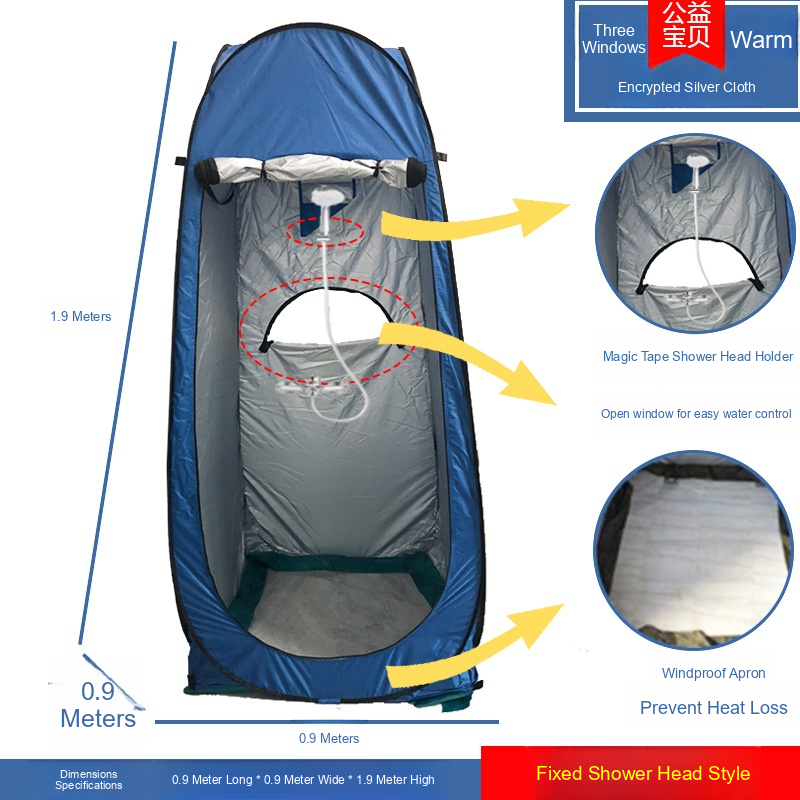 Three
Windows
公益
宝贝
Warm
Encrypted Silver Cloth
1.9 Meters
Magic Tape Shower Head Holder
Open window for easy water control
Windproof Apron
Prevent Heat Loss
0.9
Meters
0.9 Meters
Dimensions
Specifications
0.9 Meter Long * 0.9 Meter Wide * 1.9 Meter High
Fixed Shower Head Style